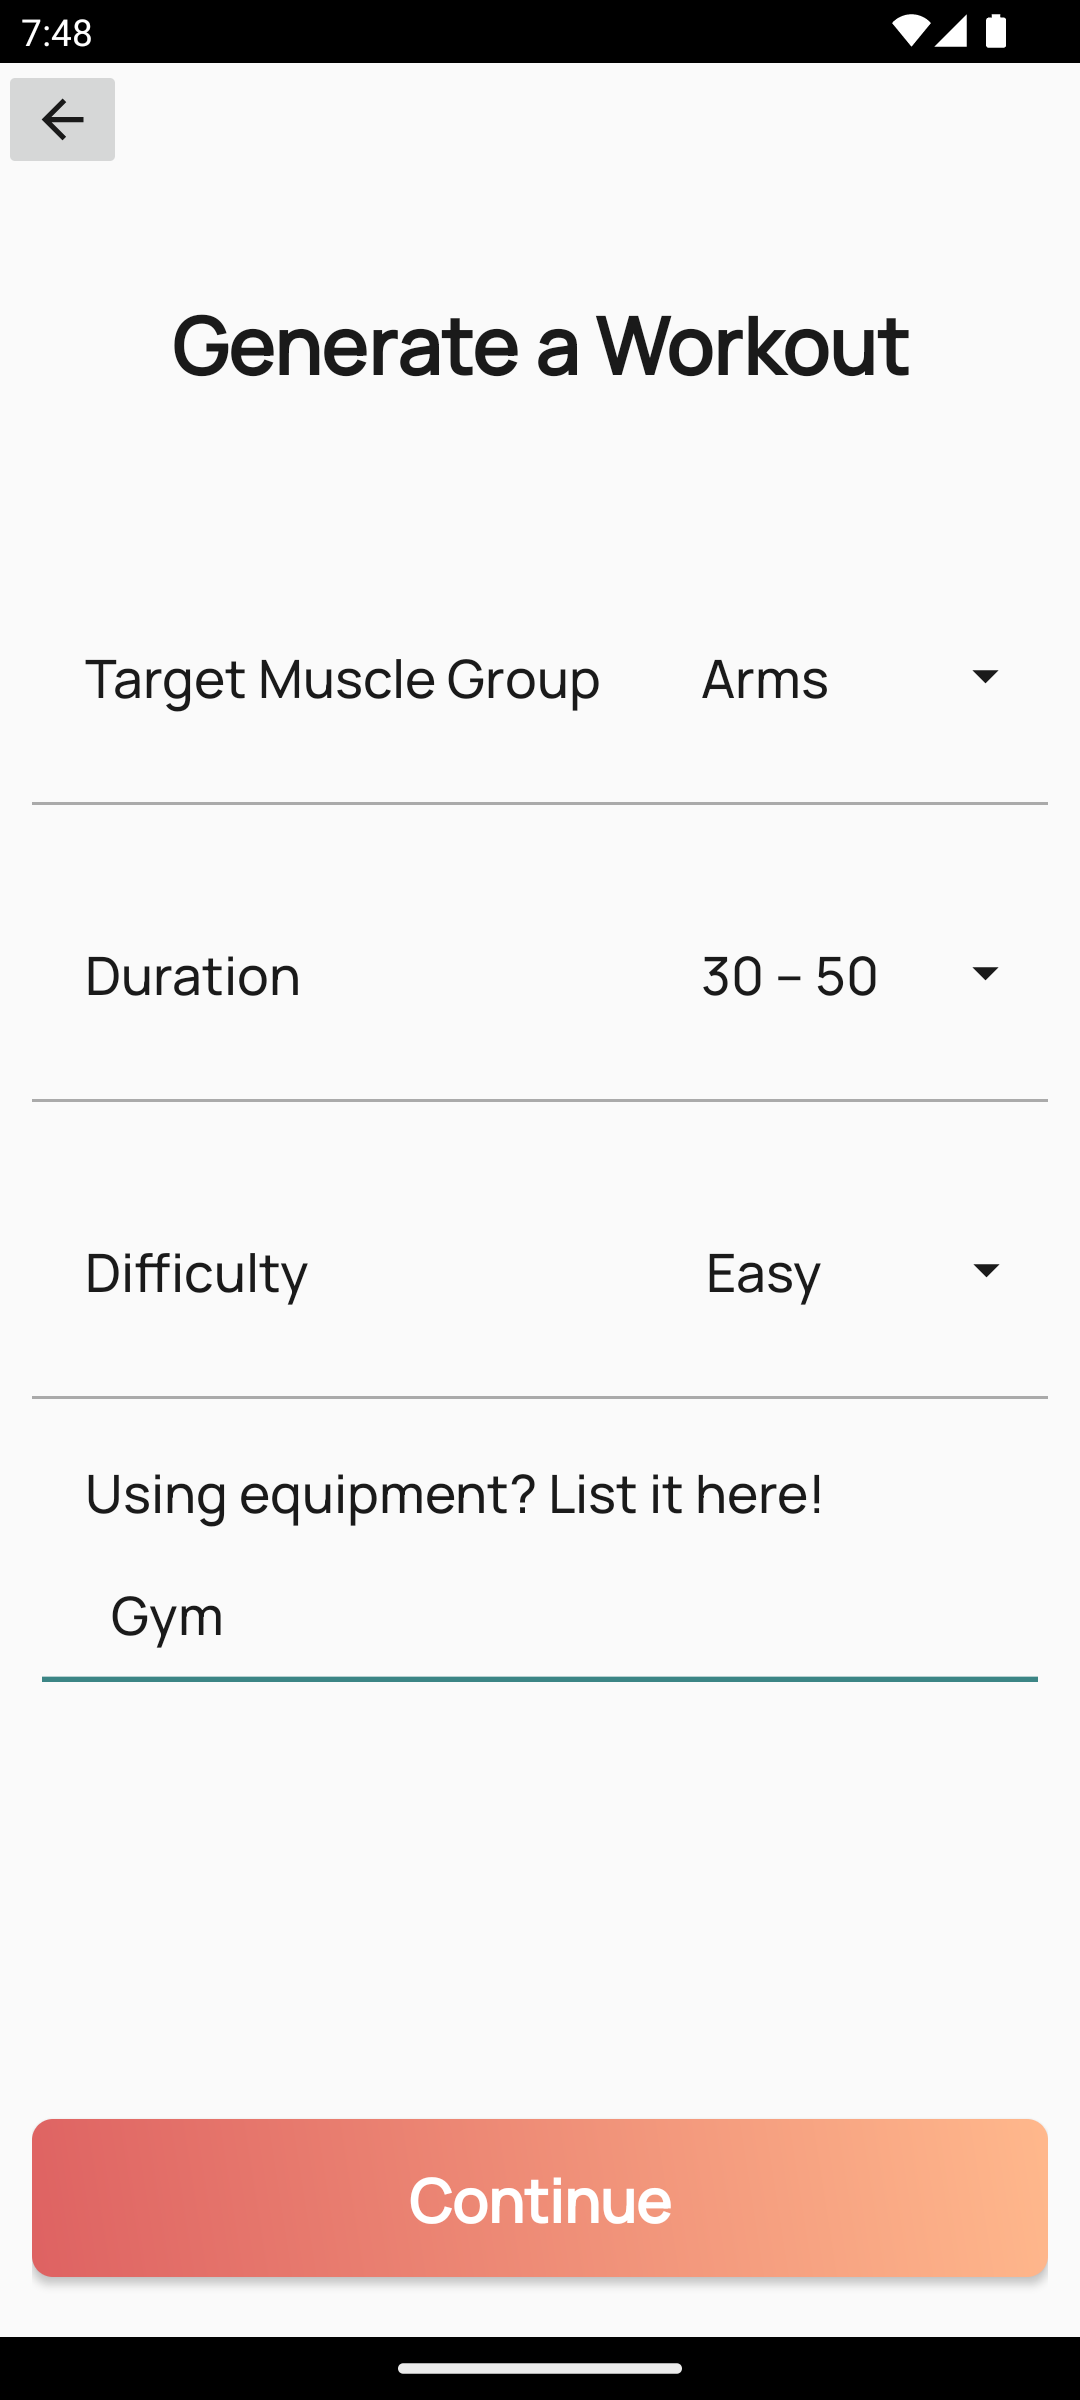 7:48
Generate a Workout
Target Muscle Group Arms
Duration 30 – 50
Difficulty Easy
Using equipment? List it here!
Gym
Continue